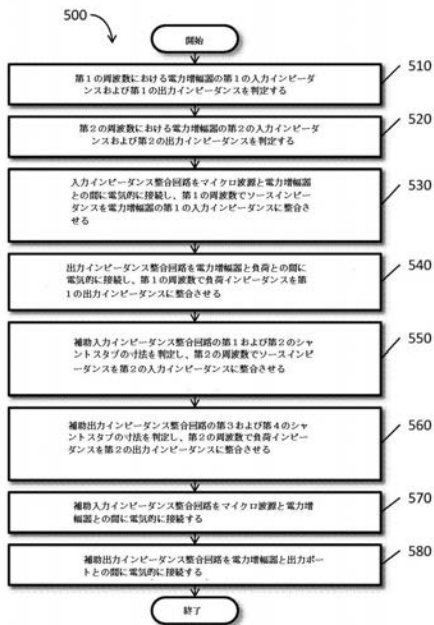 500
開始
第1の周波数における電力増幅器の第1の入力インピーダ
ンスおよび第1の出力インピーダンスを判定する
510
第2の周波数における電力増幅器の第2の入力インピーダ
ンスおよび第2の出力インピーダンスを判定する
520
入力インピーダンス整合回路をマイクロ波源と電力増幅器
との間に電気的に接続し、第1の周波数でソースインピー
ダンスを電力増幅器の第1の入力インピーダンスに整合さ
せる
530
出力インピーダンス整合回路を電力増幅器と負荷との間に
電気的に接続し、第1の周波数で負荷インピーダンスを第
1の出力インピーダンスに整合させる
540
補助入力インピーダンス整合回路の第1および第2のシャ
ントスタブの寸法を判定し、第2の周波数でソースインピ
ーダンスを第2の入力インピーダンスに整合させる
550
補助出力インピーダンス整合回路の第3および第4のシャ
ントスタブの寸法を判定し、第2の周波数で負荷インピー
ダンスを第2の出力インピーダンスに整合させる
560
補助入力インピーダンス整合回路をマイクロ波源と電力増
幅器との間に電気的に接続する
570
補助出力インピーダンス整合回路を電力増幅器と出力ポー
トとの間に電気的に接続する
580
終了